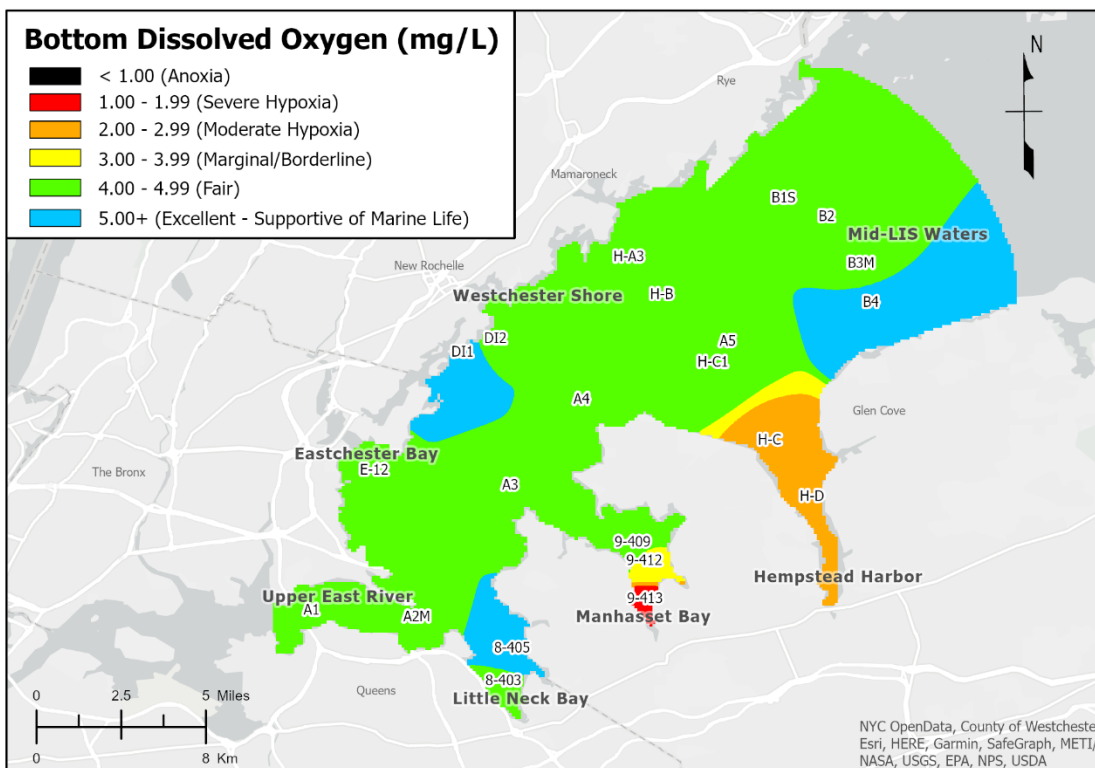 Bottom Dissolved Oxygen (mg/L)
< 1.00 (Anoxia)
1.00 - 1.99 (Severe Hypoxia)
2.00 - 2.99 (Moderate Hypoxia)
3.00 - 3.99 (Marginal/Borderline)
4.00 - 4.99 (Fair)
5.00+ (Excellent - Supportive of Marine Life)
N
Rye
Mamaroneck
B1S
B2
Mid-LIS Waters
H-A3
B3M
New Rochelle
Westchester Shore
H-B
B4
DI2
DI1
A5
H-C1
A4
Glen Cove
H-C
Eastchester Bay
E-12
The Bronx
A3
H-D
9-409
9-412
Hempstead Harbor
Upper East River
9-413
A1
A2M
Manhasset Bay
8-405
8-403
Queens
Little Neck Bay
0 2.5 5 Miles
0 8 Km
NYC OpenData, County of Westcheste
Esri, HERE, Garmin, SafeGraph, METI/
NASA, USGS, EPA, NPS, USDA